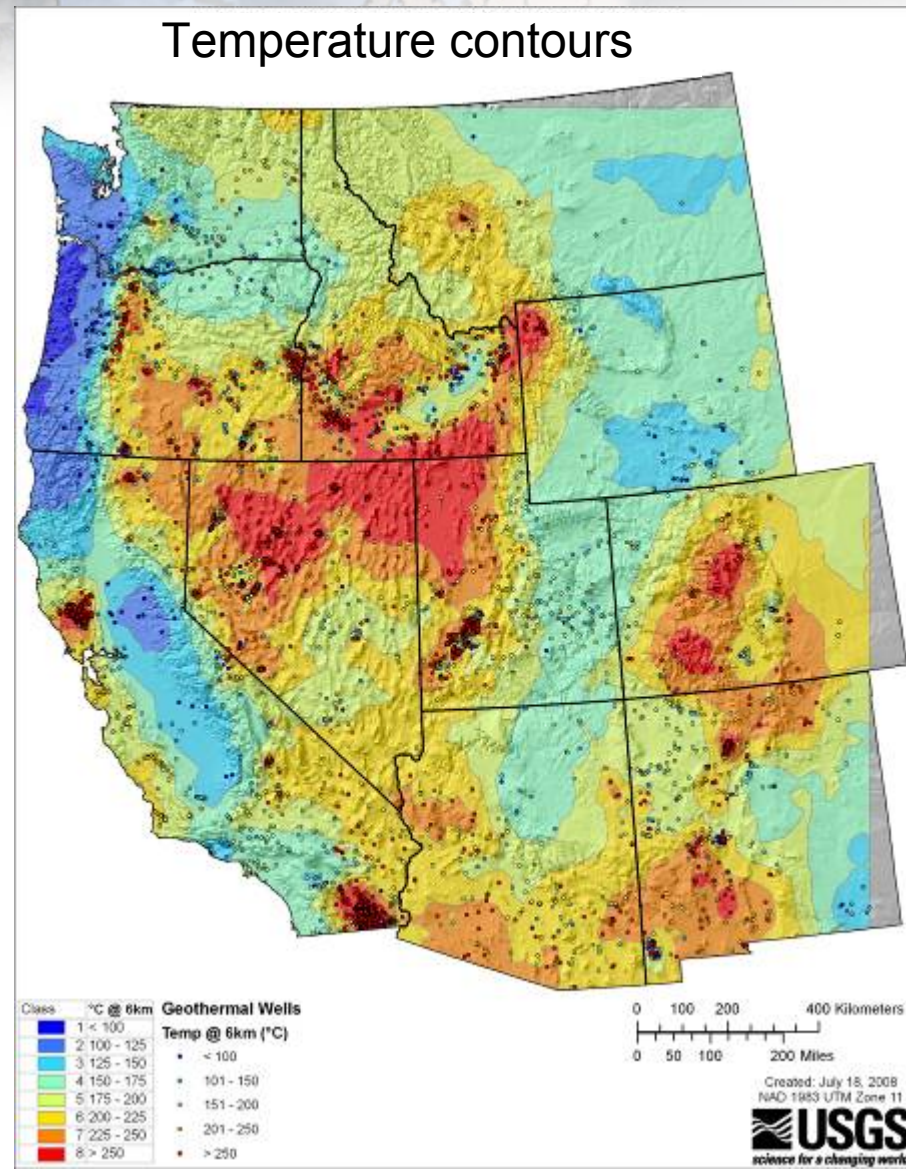 Temperature contours
Class °C @ 6km
1 < 100
2 100 - 125
3 125 - 150
4 150 - 175
5 175 - 200
6 200 - 225
7 225 - 250
8 > 250
Geothermal Wells
Temp @ 6km (°C)
< 100
101 - 150
151 - 200
201 - 250
> 250
0 100 200 400 Kilometers
0 50 100 200 Miles
Created: July 18, 2008
NAD 1983 UTM Zone 11
USGS
science for a changing world